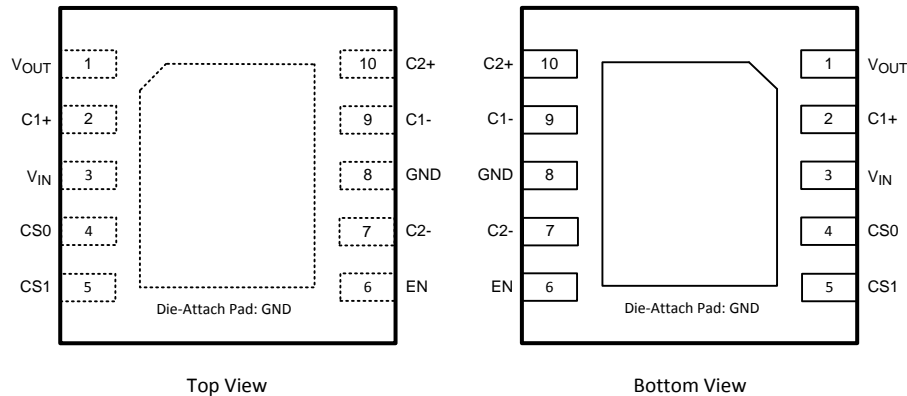 VOUT 1 10 C2+
C1+ 2 9 C1-
VIN 3 8 GND
CS0 4 7 C2-
CS1 5 6 EN
Die-Attach Pad: GND
Top View
C2+ 10 1 VOUT
C1- 9 2 C1+
GND 8 3 VIN
C2- 7 4 CS0
EN 6 5 CS1
Die-Attach Pad: GND
Bottom View